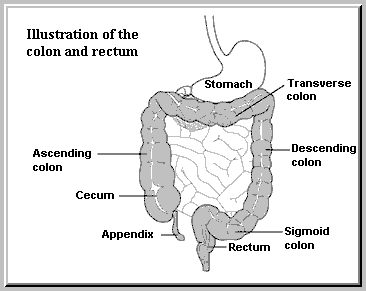 Illustration of the
colon and rectum
Stomach
Transverse
colon
Ascending
colon
Descending
colon
Cecum
Appendix
Rectum
Sigmoid
colon